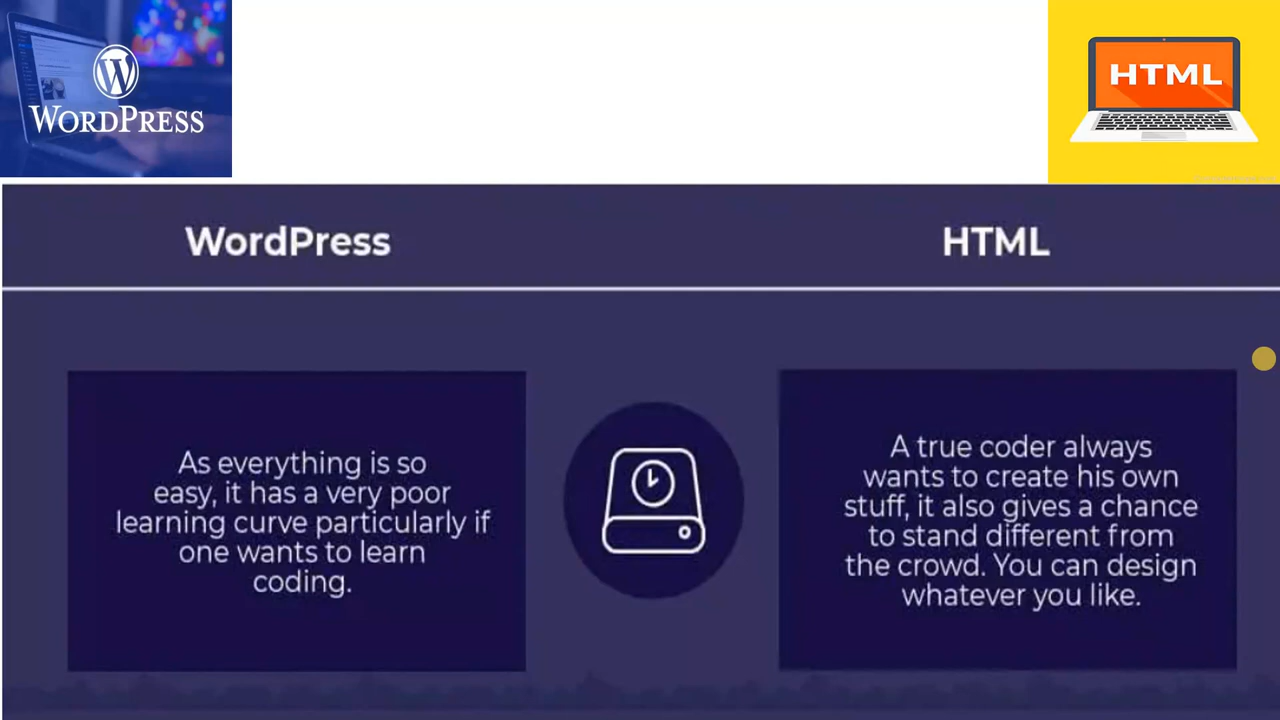 WORDPRESS
HTML
WordPress
HTML
As everything is so
easy, it has a very poor
learning curve particularly if
one wants to learn
coding.
A true coder always
wants to create his own
stuff, it also gives a chance
to stand different from
the crowd. You can design
whatever you like.